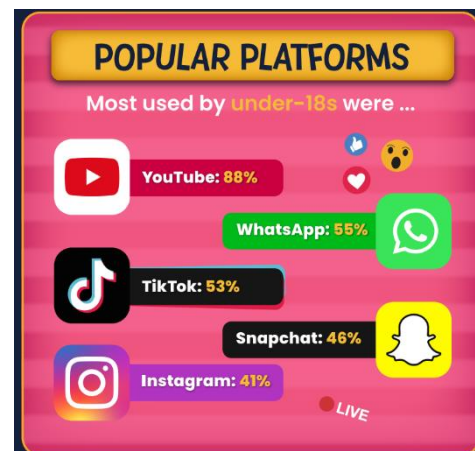 POPULAR PLATFORMS
Most used by under-18s were ...
YouTube: 88%
WhatsApp: 55%
TikTok: 53%
Snapchat: 46%
Instagram: 41%
LIVE